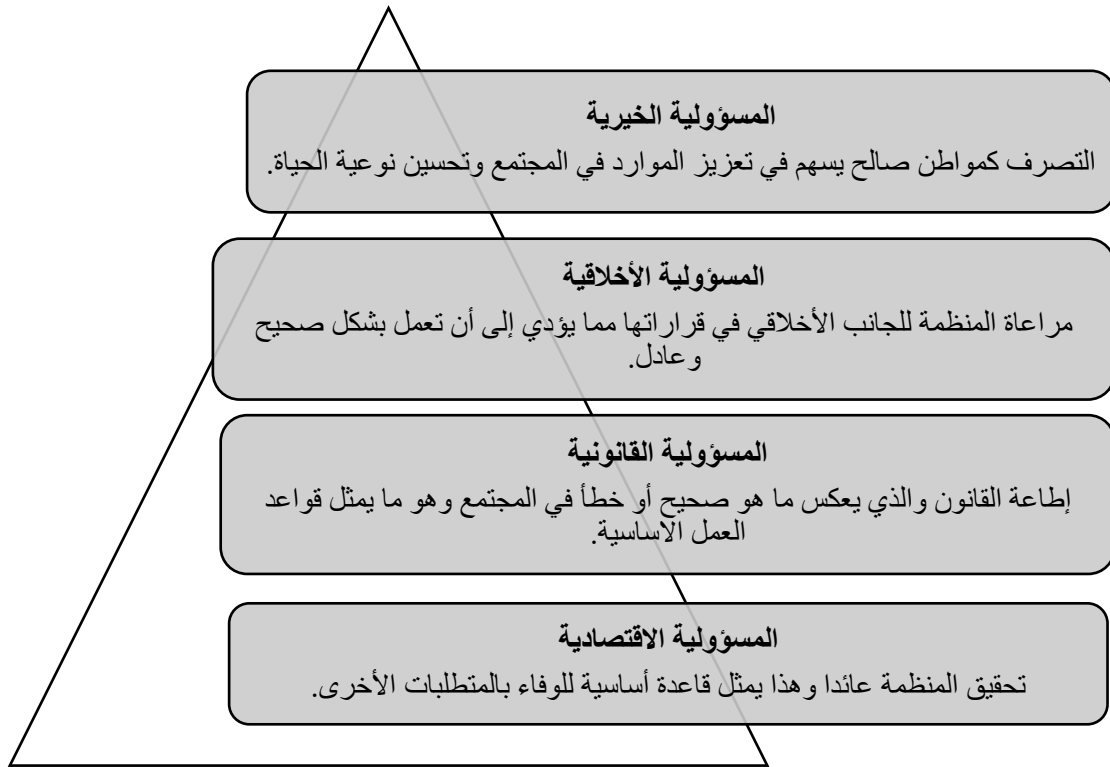 المسؤولية الخيرية
التصرف كمواطن صالح يسهم في تعزيز الموارد في المجتمع وتحسين نوعية الحياة.
المسؤولية الأخلاقية
مراعاة المنظمة للجانب الأخلاقي في قراراتها مما يؤدي إلى أن تعمل بشكل صحيح
وعادل.
المسؤولية القانونية
إطاعة القانون والذي يعكس ما هو صحيح أو خطأ في المجتمع وهو ما يمثل قواعد
العمل الاساسية.
المسؤولية الاقتصادية
تحقيق المنظمة عائدا وهذا يمثل قاعدة أساسية للوفاء بالمتطلبات الأخرى.